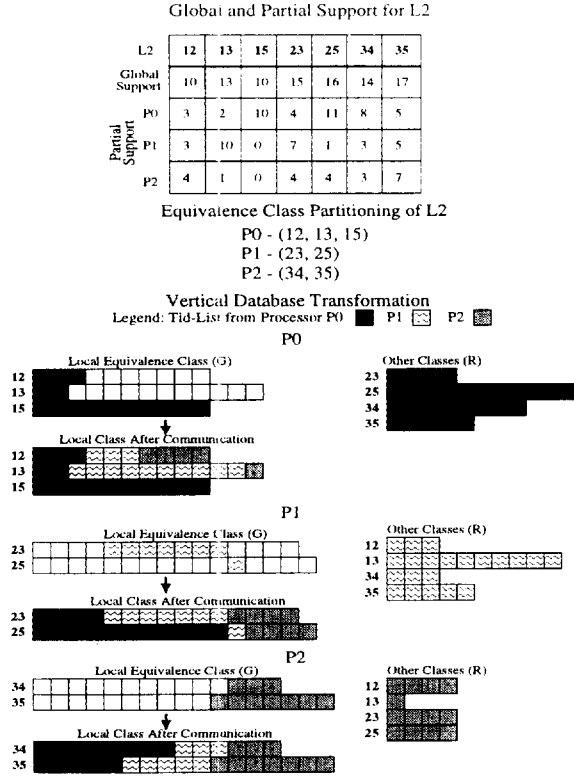 Global and Partial Support for L2
L2 12 13 15 23 25 34 35
Global Support 10 13 10 15 16 14 17
Partial Support
P0 3 2 10 4 11 8 5
P1 3 10 0 7 1 3 5
P2 4 1 0 4 4 3 7
Equivalence Class Partitioning of L2
P0 - (12, 13, 15)
P1 - (23, 25)
P2 - (34, 35)
Vertical Database Transformation
Legend: Tid-List from Processor P0 P1 P2
P0
Local Equivalence Class (G)
12
13
15
Other Classes (R)
23
25
34
35
Local Class After Communication
12
13
15
P1
Local Equivalence Class (G)
23
25
Other Classes (R)
12
13
34
35
Local Class After Communication
23
25
P2
Local Equivalence Class (G)
34
35
Other Classes (R)
12
13
23
25
Local Class After Communication
34
35